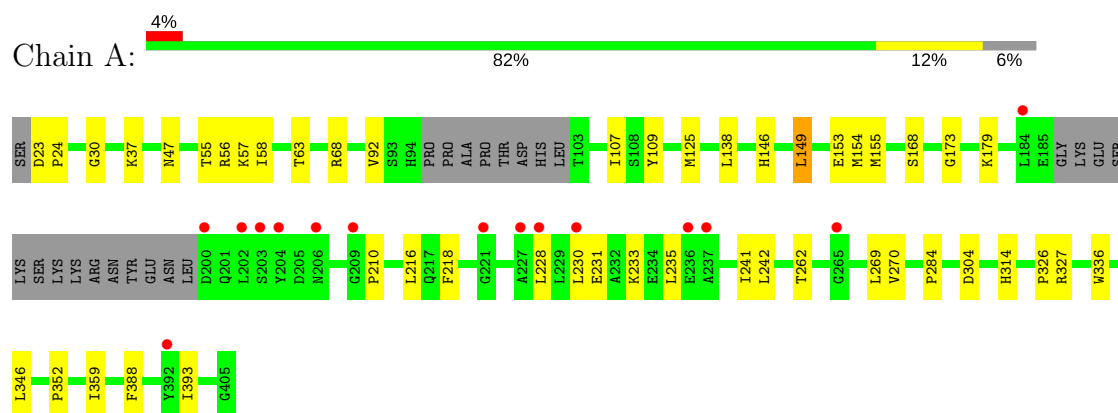 4%
Chain A:
82% 12% 6%
SER D23 P24 G30 K37 N47 T55 R56 K57 I58 T63 R68 V92 S93 H94 PRO PRO ALA PRO THR ASP HIS LEU T103 I107 S108 Y109 M125 L138 H146 L149 E153 M154 M155 S168 G173 K179 L184 E185 GLY LYS GLU SER
LYS SER LYS LYS ARG ASN TYR GLU ASN LEU D200 Q201 L202 S203 Y204 D205 N206 G209 P210 L216 Q217 F218 G221 A227 L228 L229 L230 E231 A232 K233 E234 L235 E236 A237 I241 L242 T262 G265 L269 V270 P284 D304 H314 P326 R327 W336
L346 P352 I359 F388 Y392 I393 G405